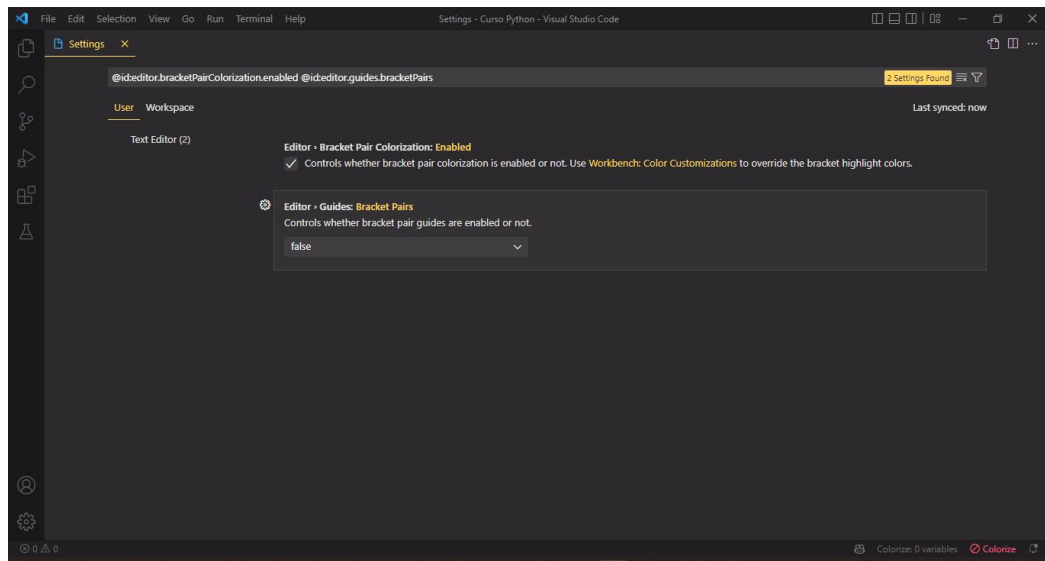 File Edit Selection View Go Run Terminal Help
Settings - Curso Python - Visual Studio Code
Settings
@id:editor.bracketPairColorization.enabled @id:editor.guides.bracketPairs
2 Settings Found
User Workspace
Last synced: now
Text Editor (2)
Editor › Bracket Pair Colorization: Enabled
Controls whether bracket pair colorization is enabled or not. Use Workbench: Color Customizations to override the bracket highlight colors.
Editor › Guides: Bracket Pairs
Controls whether bracket pair guides are enabled or not.
false
0 0
Colorize: 0 variables
Colorize